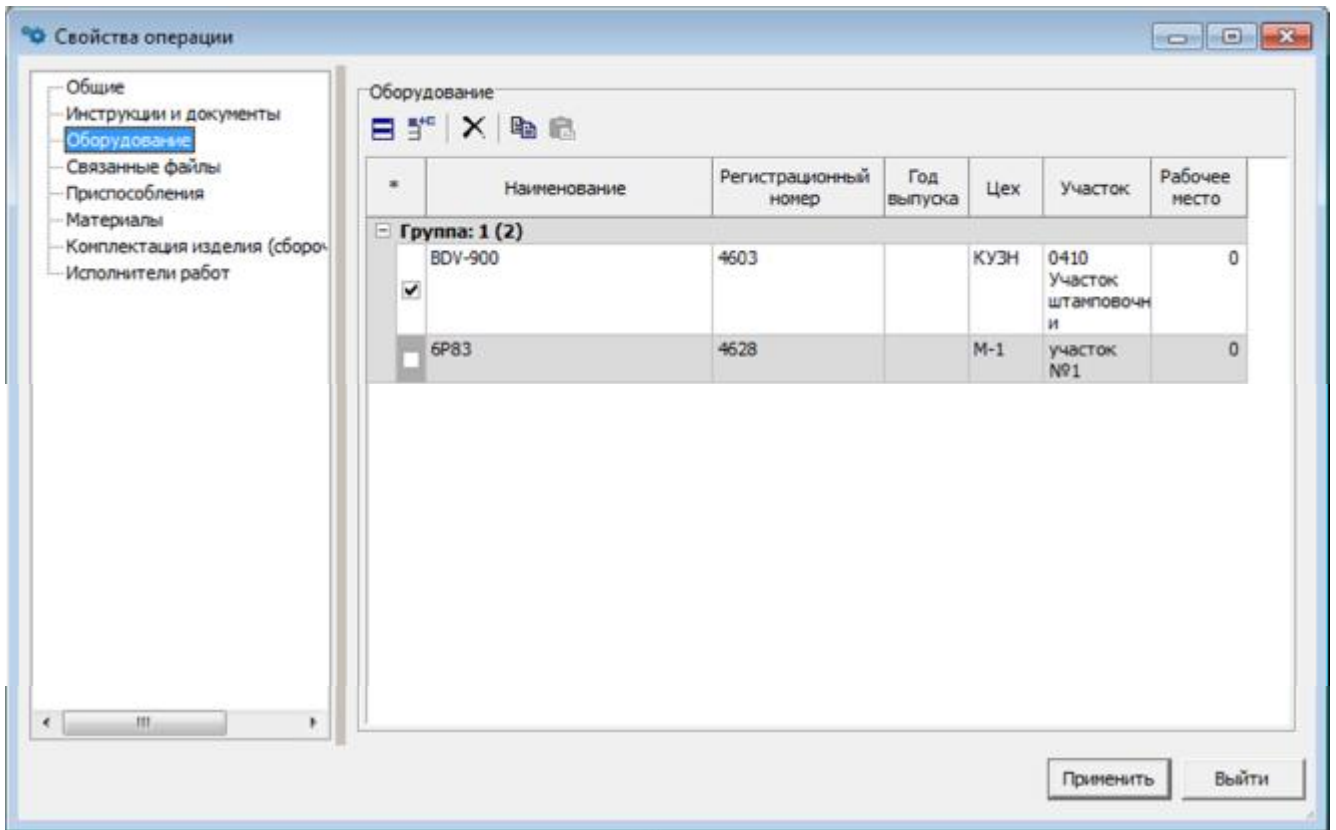 Свойства операции
Общие
Инструкции и документы
Оборудование
Связанные файлы
Приспособления
Материалы
Комплектация изделия (сбороч
Исполнители работ
Оборудование
* Наименование Регистрационный номер Год выпуска Цех Участок Рабочее место
Группа: 1 (2)
BDV-900 4603 КУЗН 0410 0
Участок
штамповочн
и
6Р83 4628 М-1 участок 0
№1
Применить Выйти